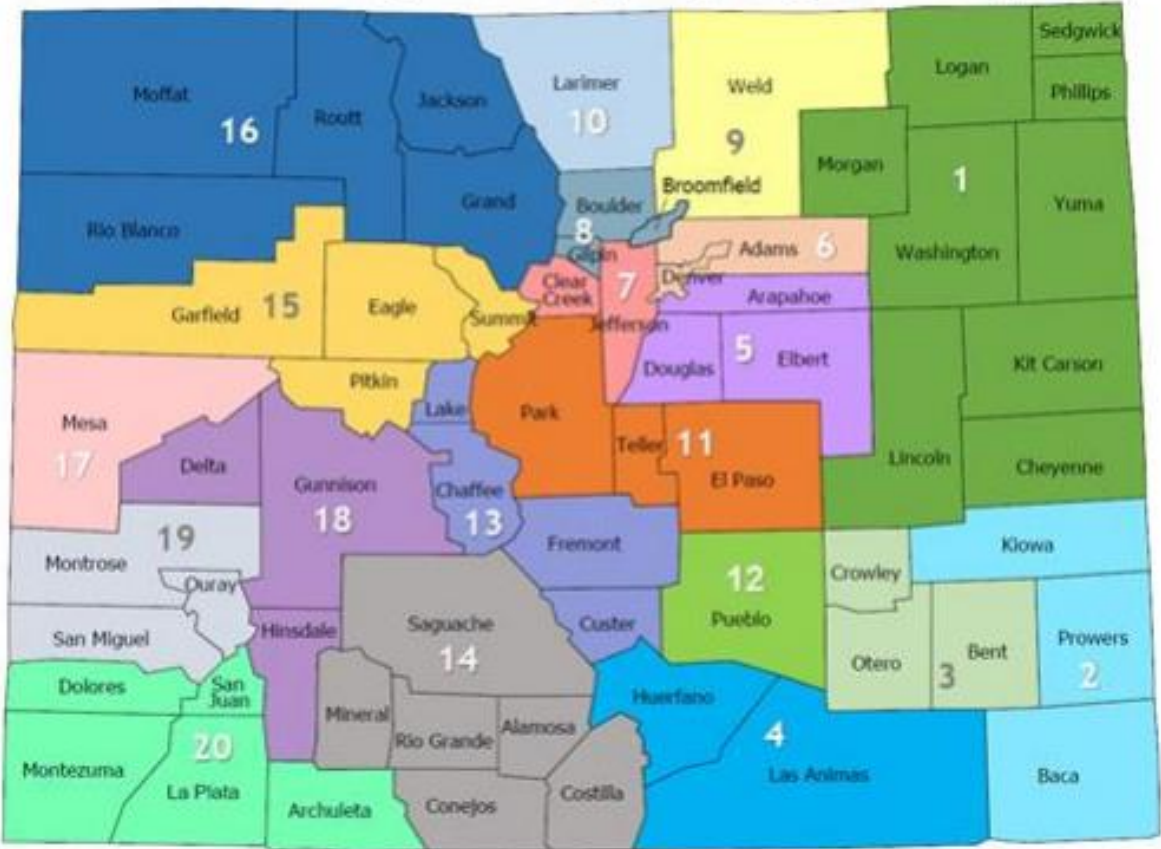 Sedgwick
Logan
Moffat
Larimer
Weld
Phillips
Jackson
Routt
16
10
9
Morgan
1
Broomfield
Grand
Boulder
Yuma
Rio Blanco
8
Gilpin
Adams 6
Washington
Clear
Creek
7
Denver
Arapahoe
Garfield 15
Eagle
Summit
Jefferson
5
Elbert
Douglas
Kit Carson
Pitkin
Lake
Park
Mesa
17
Teller 11
Delta
Gunnison
18
Chaffee
13
El Paso
Lincoln
Cheyenne
19
Montrose
Fremont
Kiowa
Ouray
12
Pueblo
Crowley
San Miguel
Hinsdale
Saguache
14
Custer
Otero
3
Bent
Prowers
2
Dolores
San
Juan
Mineral
Huerfano
Rio Grande
Alamosa
4
Las Animas
Montezuma
20
La Plata
Archuleta
Conejos
Costilla
Baca